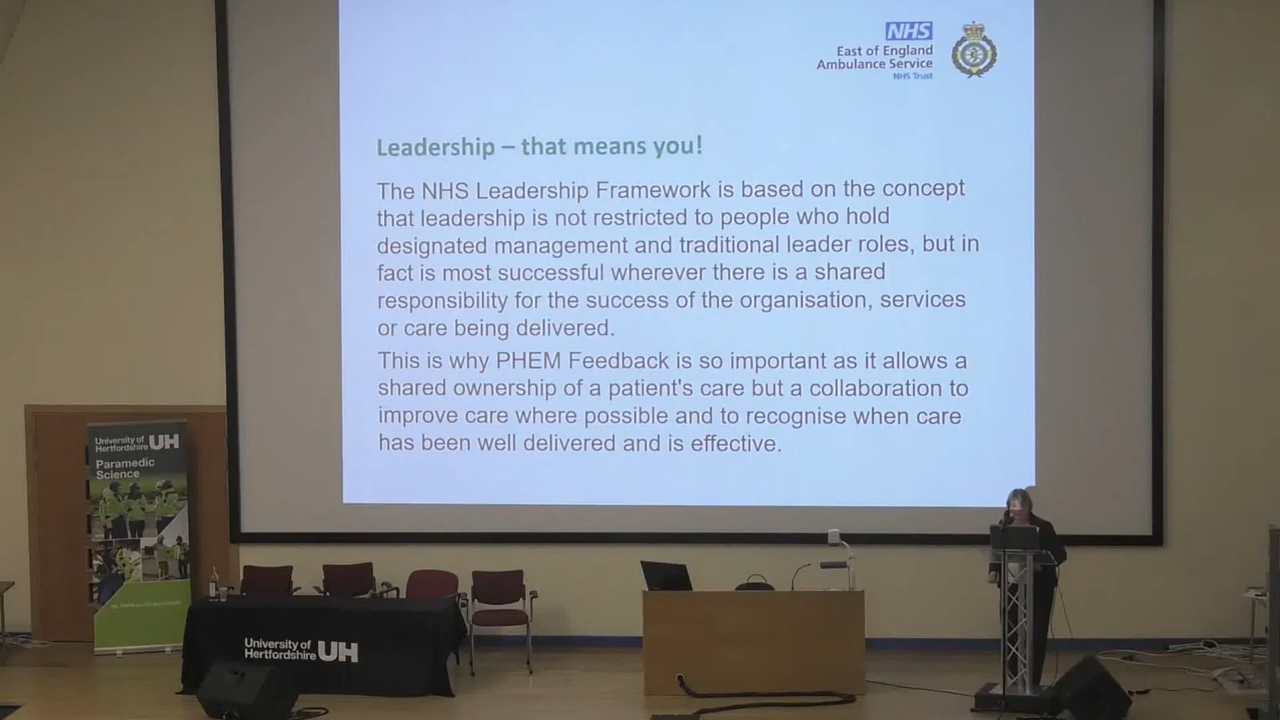 NHS
East of England
Ambulance Service
NHS Trust
Leadership – that means you!
The NHS Leadership Framework is based on the concept
that leadership is not restricted to people who hold
designated management and traditional leader roles, but in
fact is most successful wherever there is a shared
responsibility for the success of the organisation, services
or care being delivered.
This is why PHEM Feedback is so important as it allows a
shared ownership of a patient's care but a collaboration to
improve care where possible and to recognise when care
has been well delivered and is effective.
University of
Hertfordshire UH
Paramedic
Science
University of
Hertfordshire UH